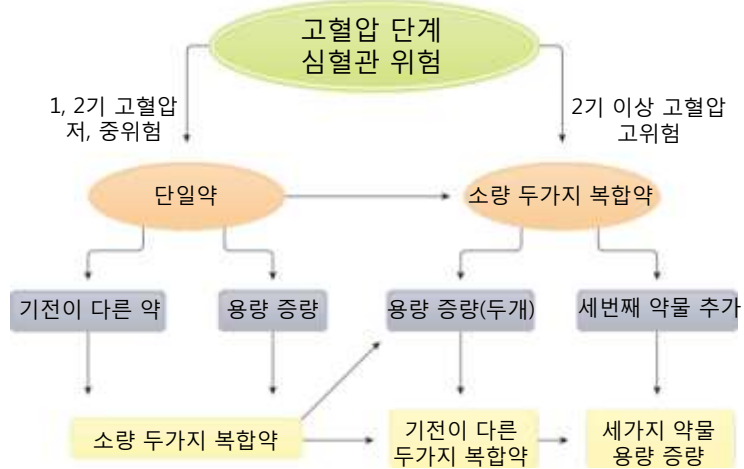 고혈압 단계
심혈관 위험
1, 2기 고혈압
저, 중위험
2기 이상 고혈압
고위험
단일약
소량 두가지 복합약
기전이 다른 약
용량 증량
용량 증량(두개)
세번째 약물 추가
소량 두가지 복합약
기전이 다른
두가지 복합약
세가지 약물
용량 증량